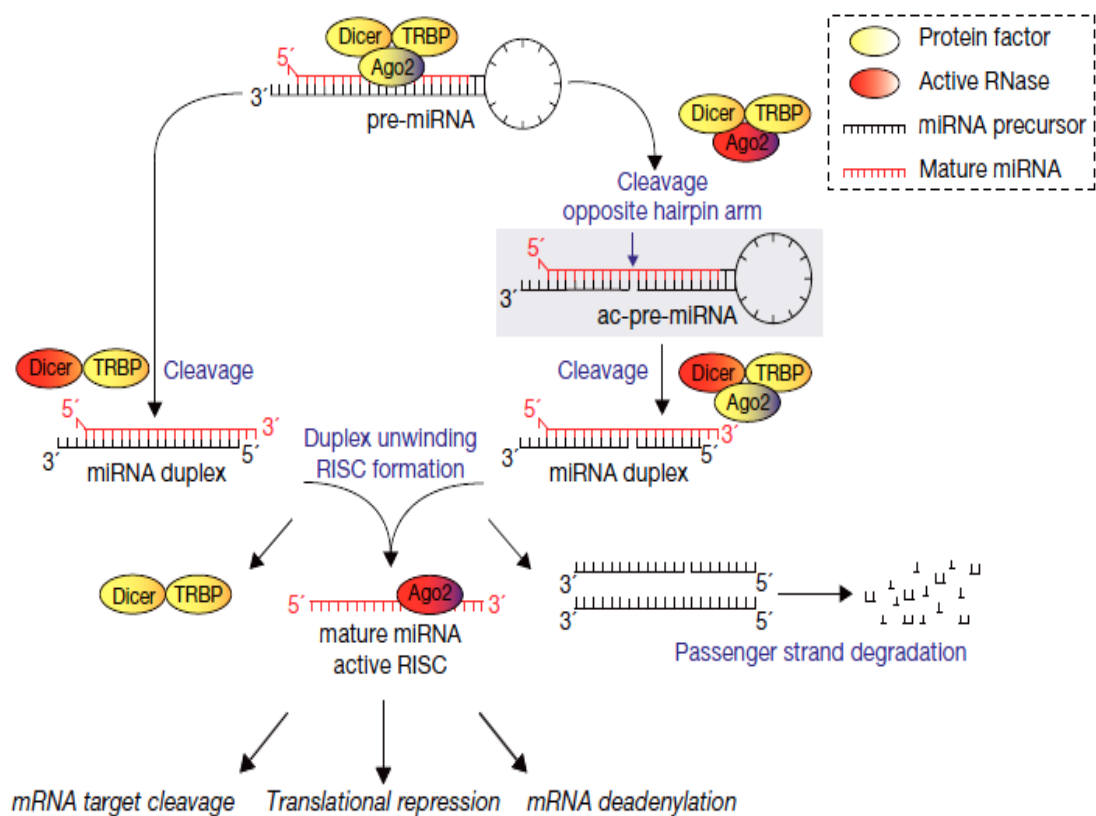 Dicer TRBP
Ago2
5´
3´
pre-miRNA
Protein factor
Active RNase
miRNA precursor
Mature miRNA
Dicer TRBP
Ago2
Cleavage
opposite hairpin arm
5´
3´
ac-pre-miRNA
Dicer TRBP
Cleavage
Cleavage
Dicer TRBP
Ago2
5´
3´
3´
5´
miRNA duplex
5´
3´
3´
5´
miRNA duplex
Duplex unwinding
RISC formation
Dicer TRBP
Ago2
5´
3´
mature miRNA
active RISC
3´
5´
3´
5´
Passenger strand degradation
mRNA target cleavage
Translational repression
mRNA deadenylation